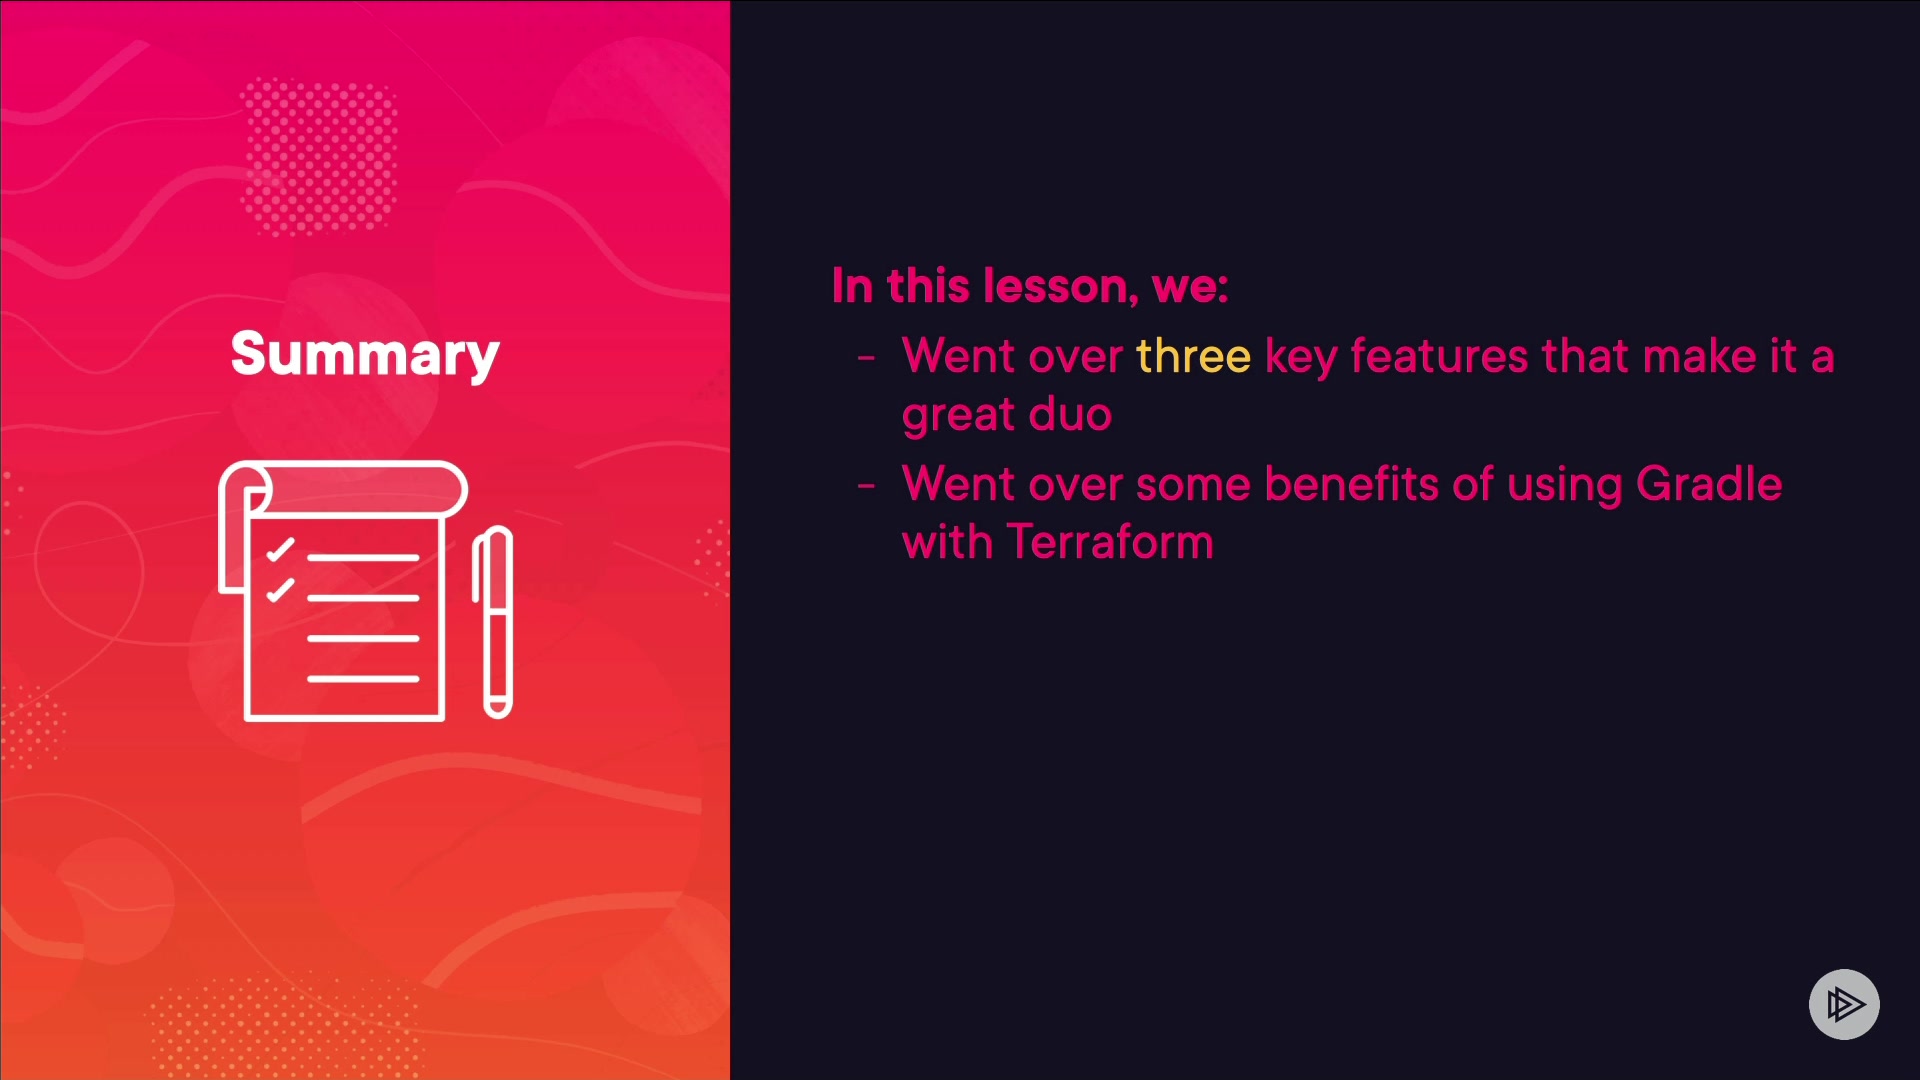 Summary
In this lesson, we:
- Went over three key features that make it a
great duo
- Went over some benefits of using Gradle
with Terraform